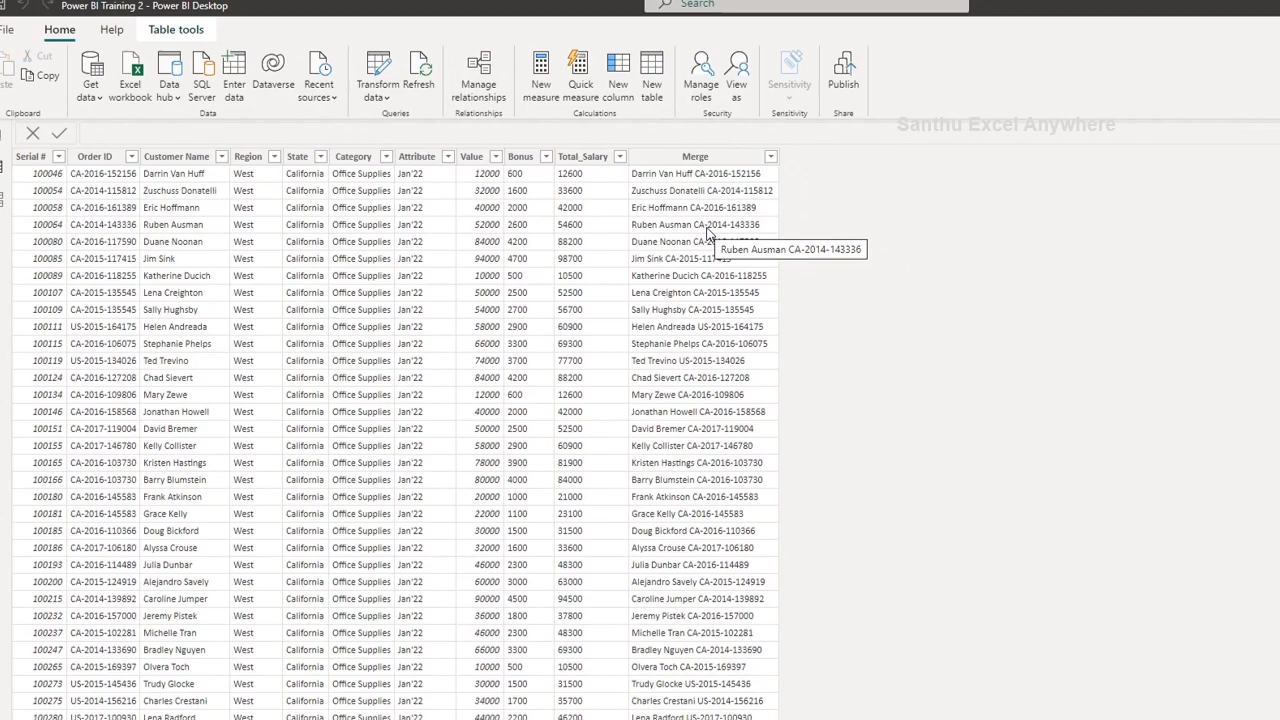 Power BI Training 2 - Power BI Desktop
Search
File Home Help Table tools
Cut
Copy
Get data
Excel workbook
Data hub
SQL Server
Enter data
Dataverse
Recent sources
Transform data
Refresh
Manage relationships
New measure
Quick measure
New column
New table
Manage roles
View as
Sensitivity
Publish
Clipboard Data Queries Relationships Calculations Security Sensitivity Share
Santhu Excel Anywhere
Serial # Order ID Customer Name Region State Category Attribute Value Bonus Total_Salary Merge
100046 CA-2016-152156 Darrin Van Huff West California Office Supplies Jan'22 12000 600 12600 Darrin Van Huff CA-2016-152156
100054 CA-2014-115812 Zuschuss Donatelli West California Office Supplies Jan'22 32000 1600 33600 Zuschuss Donatelli CA-2014-115812
100058 CA-2016-161389 Eric Hoffmann West California Office Supplies Jan'22 40000 2000 42000 Eric Hoffmann CA-2016-161389
100064 CA-2014-143336 Ruben Ausman West California Office Supplies Jan'22 52000 2600 54600 Ruben Ausman CA-2014-143336
100080 CA-2016-117590 Duane Noonan West California Office Supplies Jan'22 84000 4200 88200 Duane Noonan
Ruben Ausman CA-2014-143336
100085 CA-2015-117415 Jim Sink West California Office Supplies Jan'22 94000 4700 98700 Jim Sink
100089 CA-2016-118255 Katherine Ducich West California Office Supplies Jan'22 10000 500 10500 Katherine Ducich CA-2016-118255
100107 CA-2015-135545 Lena Creighton West California Office Supplies Jan'22 50000 2500 52500 Lena Creighton CA-2015-135545
100109 CA-2015-135545 Sally Hughsby West California Office Supplies Jan'22 54000 2700 56700 Sally Hughsby CA-2015-135545
100111 US-2015-164175 Helen Andreada West California Office Supplies Jan'22 58000 2900 60900 Helen Andreada US-2015-164175
100115 CA-2016-106075 Stephanie Phelps West California Office Supplies Jan'22 66000 3300 69300 Stephanie Phelps CA-2016-106075
100119 US-2015-134026 Ted Trevino West California Office Supplies Jan'22 74000 3700 77700 Ted Trevino US-2015-134026
100124 CA-2016-127208 Chad Sievert West California Office Supplies Jan'22 84000 4200 88200 Chad Sievert CA-2016-127208
100134 CA-2016-109806 Mary Zewe West California Office Supplies Jan'22 12000 600 12600 Mary Zewe CA-2016-109806
100146 CA-2016-158568 Jonathan Howell West California Office Supplies Jan'22 40000 2000 42000 Jonathan Howell CA-2016-158568
100151 CA-2017-119004 David Bremer West California Office Supplies Jan'22 50000 2500 52500 David Bremer CA-2017-119004
100155 CA-2017-146780 Kelly Collister West California Office Supplies Jan'22 58000 2900 60900 Kelly Collister CA-2017-146780
100165 CA-2016-103730 Kristen Hastings West California Office Supplies Jan'22 78000 3900 81900 Kristen Hastings CA-2016-103730
100166 CA-2016-103730 Barry Blumstein West California Office Supplies Jan'22 80000 4000 84000 Barry Blumstein CA-2016-103730
100180 CA-2016-145583 Frank Atkinson West California Office Supplies Jan'22 20000 1000 21000 Frank Atkinson CA-2016-145583
100181 CA-2016-145583 Grace Kelly West California Office Supplies Jan'22 22000 1100 23100 Grace Kelly CA-2016-145583
100185 CA-2016-110366 Doug Bickford West California Office Supplies Jan'22 30000 1500 31500 Doug Bickford CA-2016-110366
100186 CA-2017-106180 Alyssa Crouse West California Office Supplies Jan'22 32000 1600 33600 Alyssa Crouse CA-2017-106180
100193 CA-2016-114489 Julia Dunbar West California Office Supplies Jan'22 46000 2300 48300 Julia Dunbar CA-2016-114489
100200 CA-2015-124919 Alejandro Savely West California Office Supplies Jan'22 60000 3000 63000 Alejandro Savely CA-2015-124919
100215 CA-2014-139892 Caroline Jumper West California Office Supplies Jan'22 90000 4500 94500 Caroline Jumper CA-2014-139892
100232 CA-2016-157000 Jeremy Pistek West California Office Supplies Jan'22 36000 1800 37800 Jeremy Pistek CA-2016-157000
100237 CA-2015-102281 Michelle Tran West California Office Supplies Jan'22 46000 2300 48300 Michelle Tran CA-2015-102281
100247 CA-2014-133690 Bradley Nguyen West California Office Supplies Jan'22 66000 3300 69300 Bradley Nguyen CA-2014-133690
100265 CA-2015-169397 Olvera Toch West California Office Supplies Jan'22 10000 500 10500 Olvera Toch CA-2015-169397
100273 US-2015-145436 Trudy Glocke West California Office Supplies Jan'22 30000 1500 31500 Trudy Glocke US-2015-145436
100275 US-2014-156216 Charles Crestani West California Office Supplies Jan'22 34000 1700 35700 Charles Crestani US-2014-156216
100280 US-2017-100930 Lena Radford West California Office Supplies Jan'22 44000 2200 46200 Lena Radford US-2017-100930